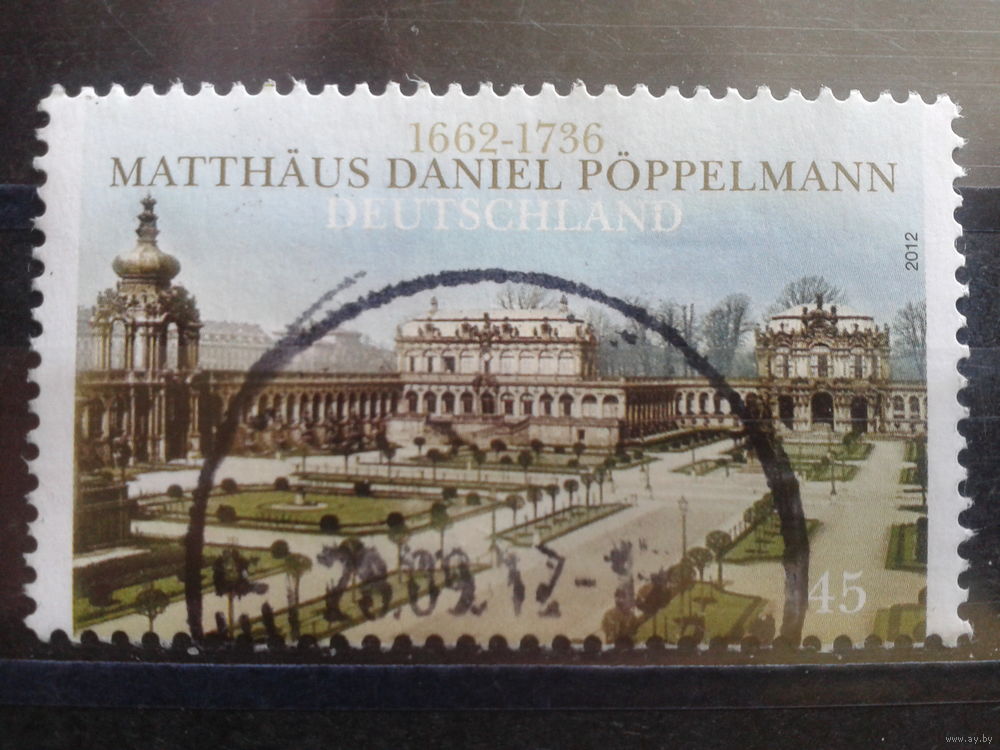 1662-1736
MATTHÄUS DANIEL PÖPPELMANN
DEUTSCHLAND
2012
45
www.ay.by